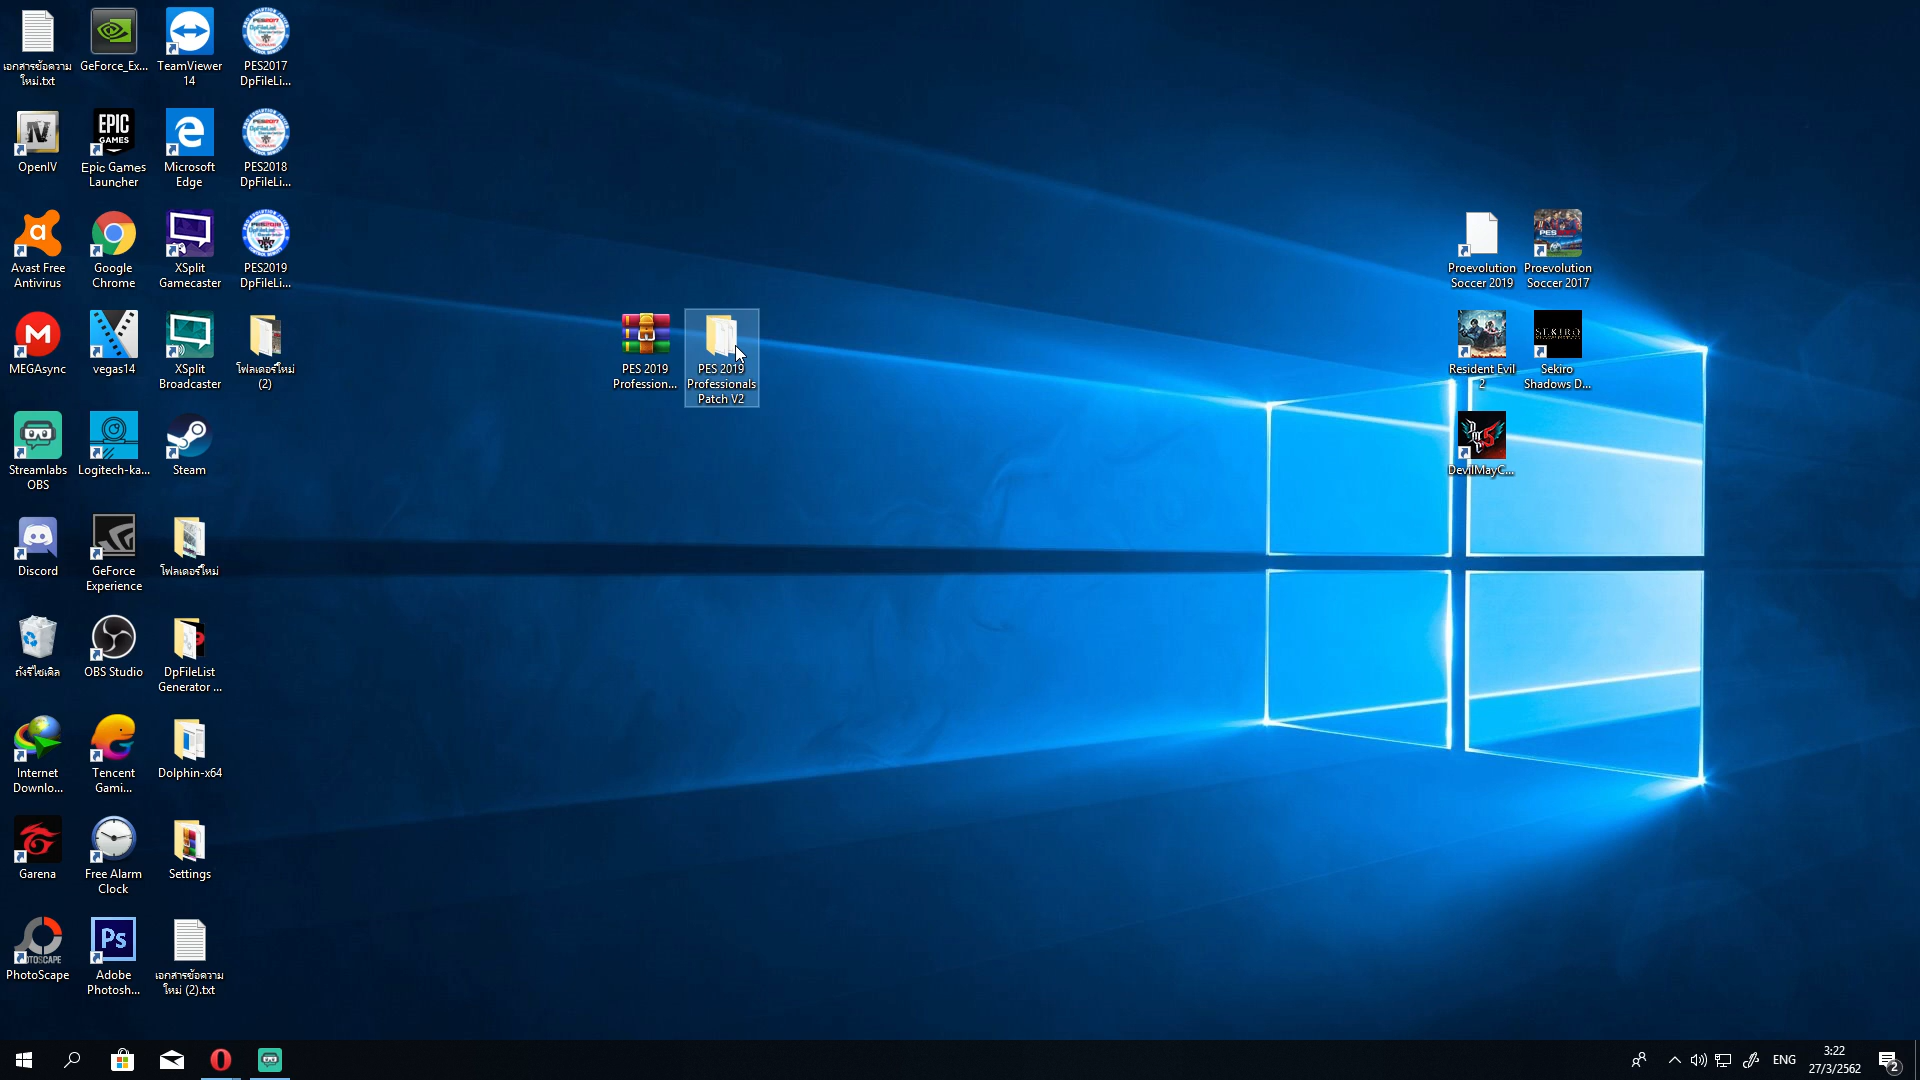 เอกสารข้อความ
ใหม่.txt
GeForce_Ex...
TeamViewer
14
PES2017
DpFileLi...
OpenIV
EPIC
GAMES
Epic Games
Launcher
Microsoft
Edge
PES2018
DpFileLi...
Avast Free
Antivirus
Google
Chrome
XSplit
Gamecaster
PES2019
DpFileLi...
MEGAsync
vegas14
XSplit
Broadcaster
โฟลเดอร์ใหม่
(2)
Streamlabs
OBS
Logitech-ka...
Steam
Discord
GeForce
Experience
โฟลเดอร์ใหม่
ถังรีไซเคิล
OBS Studio
DpFileList
Generator ...
Internet
Downlo...
Tencent
Gami...
Dolphin-x64
Garena
Free Alarm
Clock
Settings
PhotoScape
Ps
Adobe
Photosh...
เอกสารข้อความ
ใหม่ (2).txt
PES 2019
Profession...
PES 2019
Professionals
Patch V2
Proevolution
Soccer 2019
PES
Proevolution
Soccer 2017
Resident Evil
2
SEKIRO
Sekiro
Shadows D...
DevilMayC...
ENG
3:22
27/3/2562
2